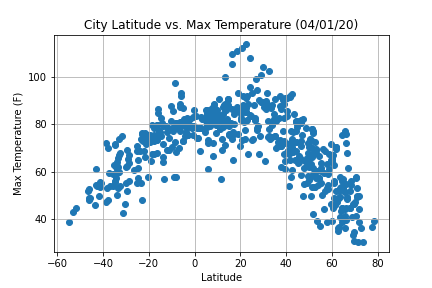 City Latitude vs. Max Temperature (04/01/20)
Max Temperature (F)
100
80
60
40
−60 −40 −20 0 20 40 60 80
Latitude